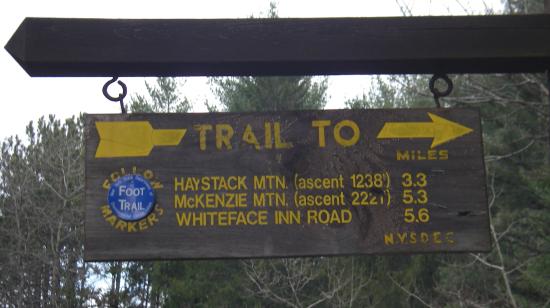 TRAIL TO
MILES
HAYSTACK MTN. (ascent 1238') 3.3
McKENZIE MTN. (ascent 2221') 5.3
WHITEFACE INN ROAD 5.6
FOLLOW
FOOT
TRAIL
MARKERS
N.Y.S.D.E.C.